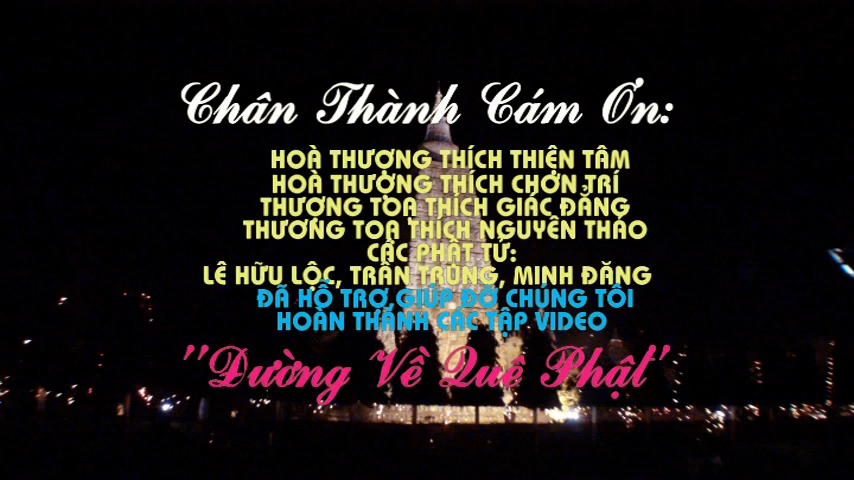 Chân Thành Cám Ơn:
HOÀ THƯỢNG THÍCH THIỆN TÂM
HOÀ THƯỢNG THÍCH CHƠN TRÍ
THƯỢNG TOẠ THÍCH GIÁC ĐẲNG
THƯỢNG TOẠ THÍCH NGUYÊN THẢO
CÁC PHẬT TỬ:
LÊ HỮU LỘC, TRẦN TRUNG, MINH ĐĂNG
ĐÃ HỖ TRỢ, GIÚP ĐỠ CHÚNG TÔI
HOÀN THÀNH CÁC TẬP VIDEO
"Đường Về Quê Phật"